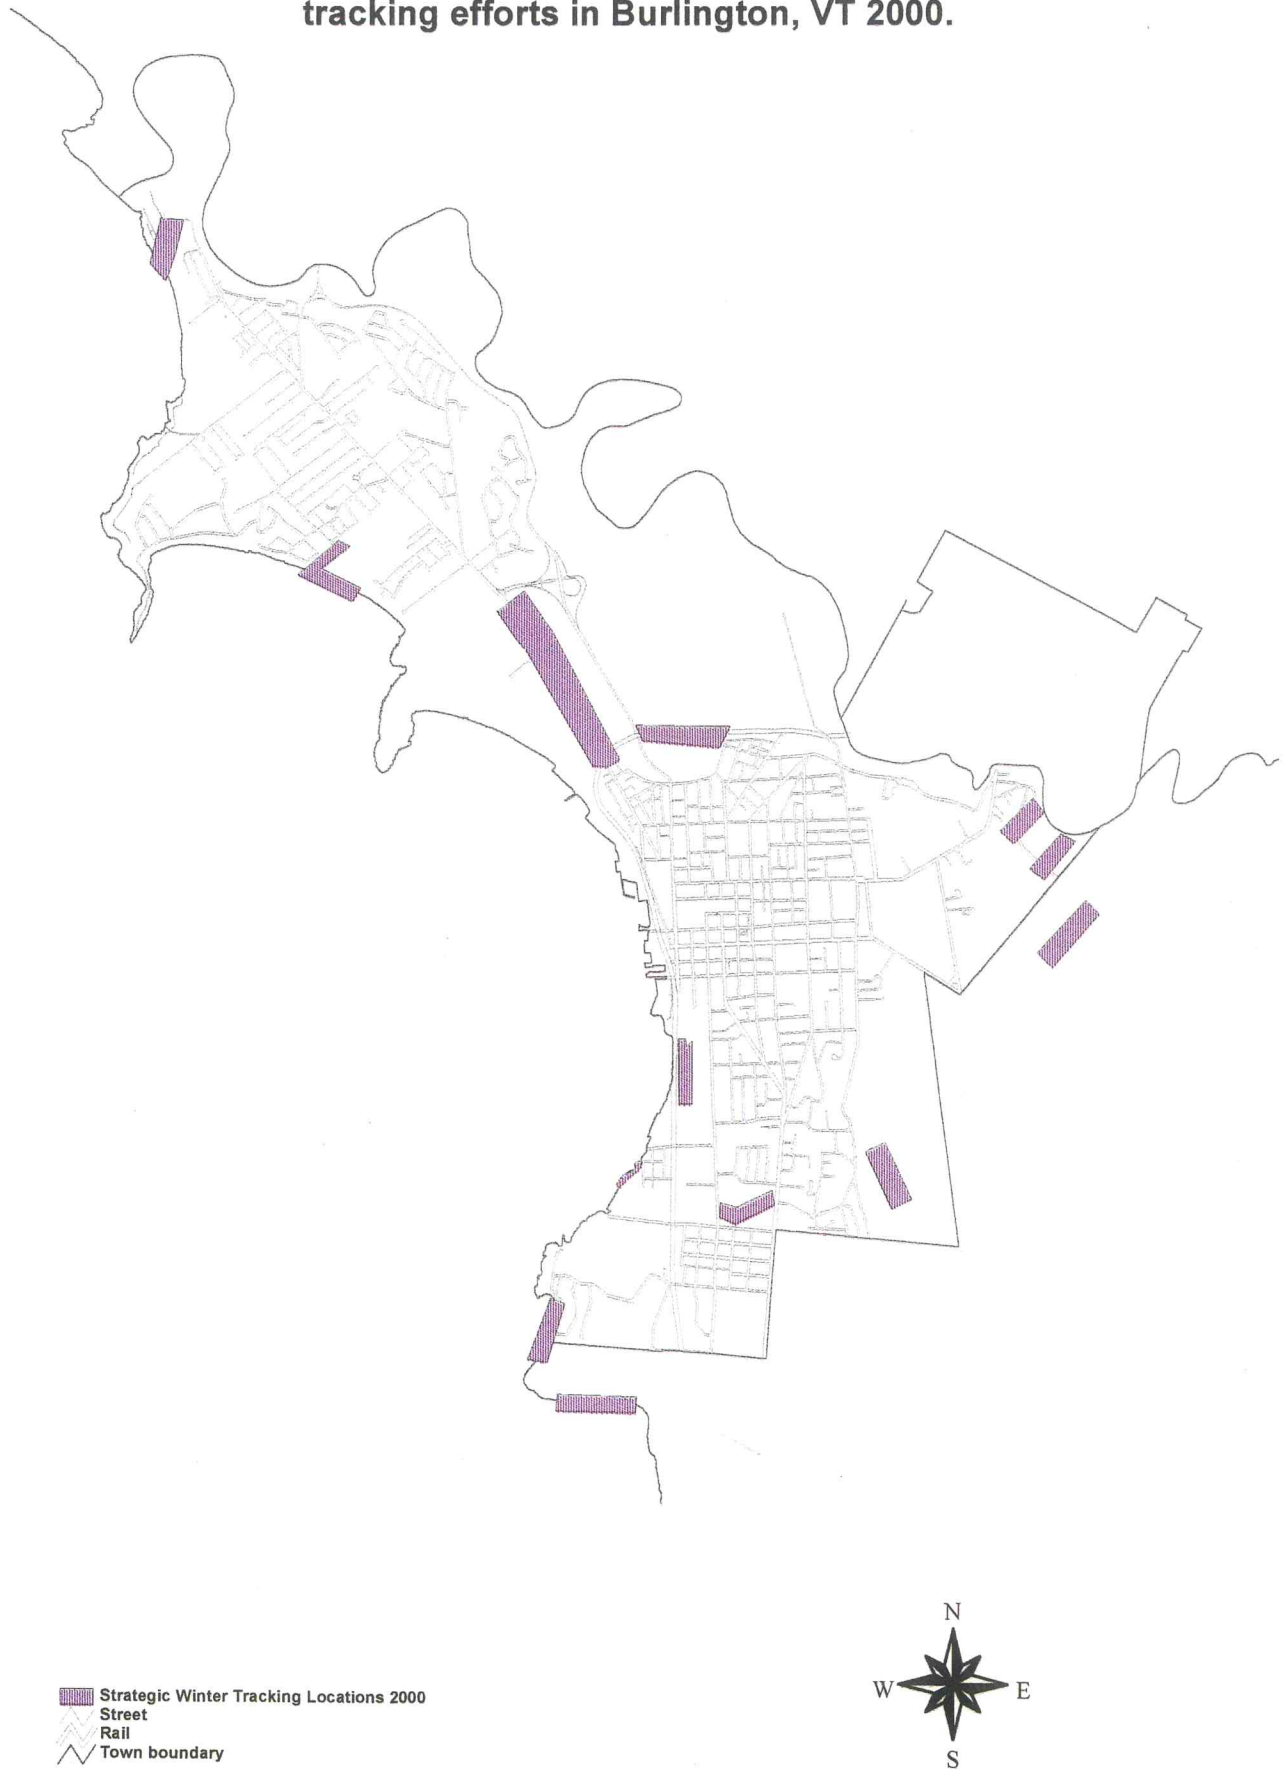 tracking efforts in Burlington, VT 2000.
N
W E
S
Strategic Winter Tracking Locations 2000
Street
Rail
Town boundary